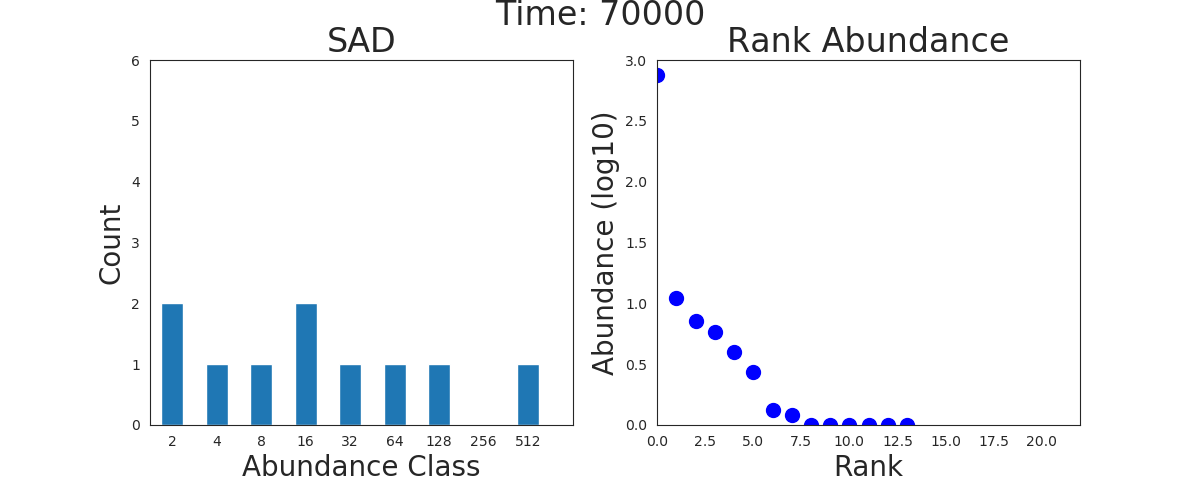 Time: 70000
SAD
Rank Abundance
6
5
4
3
2
1
0
Count
2 4 8 16 32 64 128 256 512
Abundance Class
3.0
2.5
2.0
1.5
1.0
0.5
0.0
Abundance (log10)
0.0 2.5 5.0 7.5 10.0 12.5 15.0 17.5 20.0
Rank